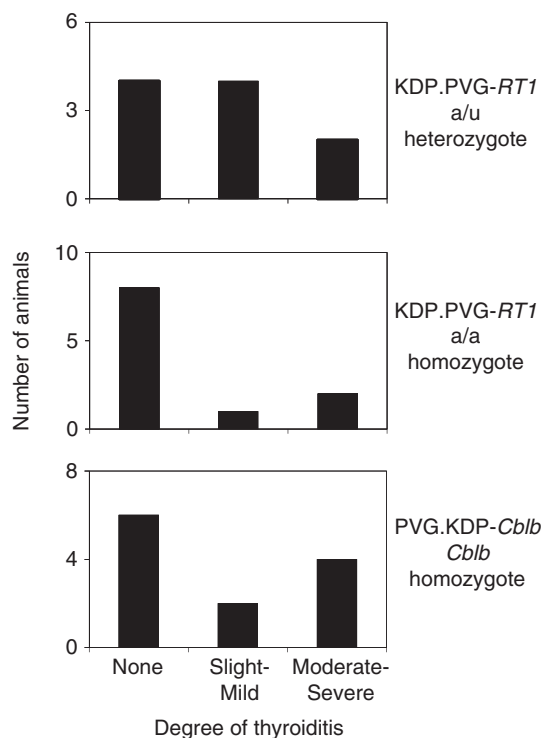 6
3
0
KDP.PVG-RT1
a/u
heterozygote
Number of animals
10
5
0
KDP.PVG-RT1
a/a
homozygote
8
4
0
PVG.KDP-Cblb
Cblb
homozygote
None
Slight-
Mild
Moderate-
Severe
Degree of thyroiditis